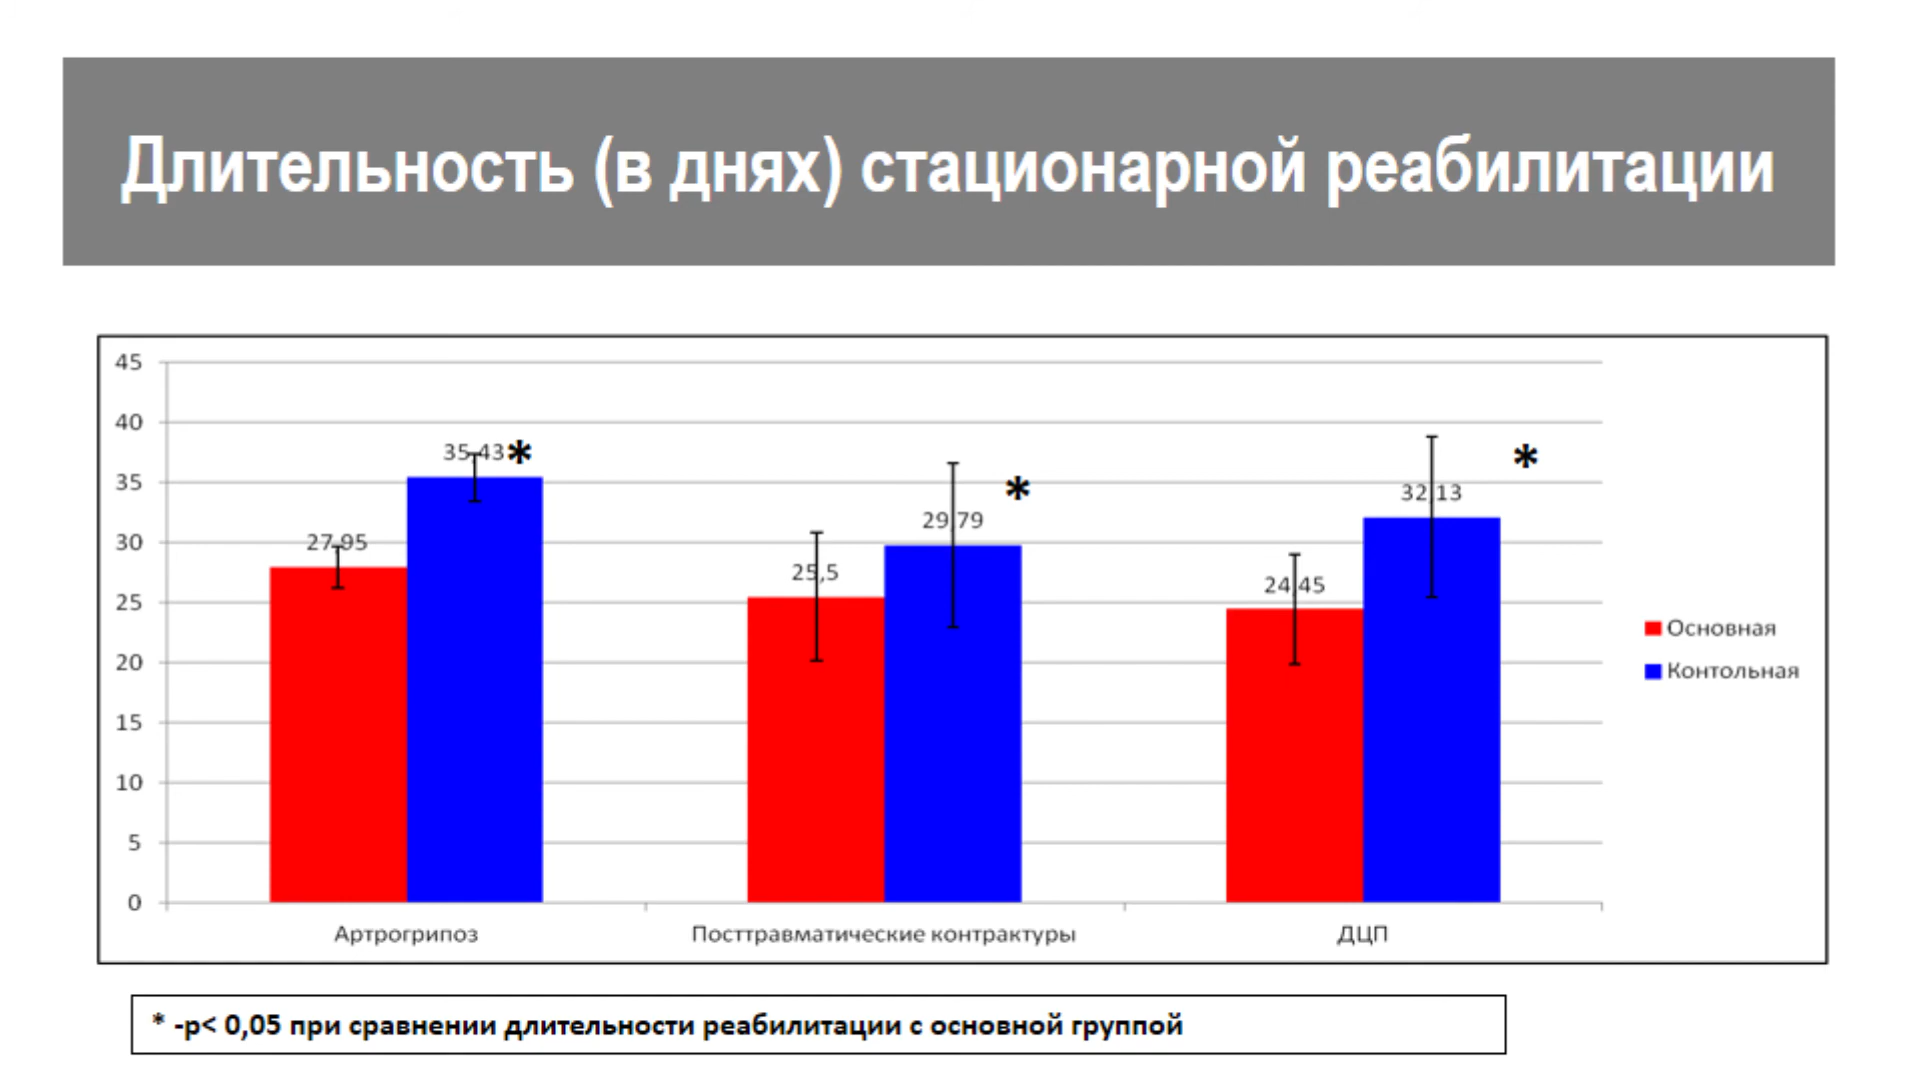 Длительность (в днях) стационарной реабилитации
45
40
35
30
25
20
15
10
5
0
27,95
35,43*
25,5
29,79
*
24,45
32,13
*
Артрогрипоз
Посттравматические контрактуры
ДЦП
Основная
Контольная
* -р< 0,05 при сравнении длительности реабилитации с основной группой